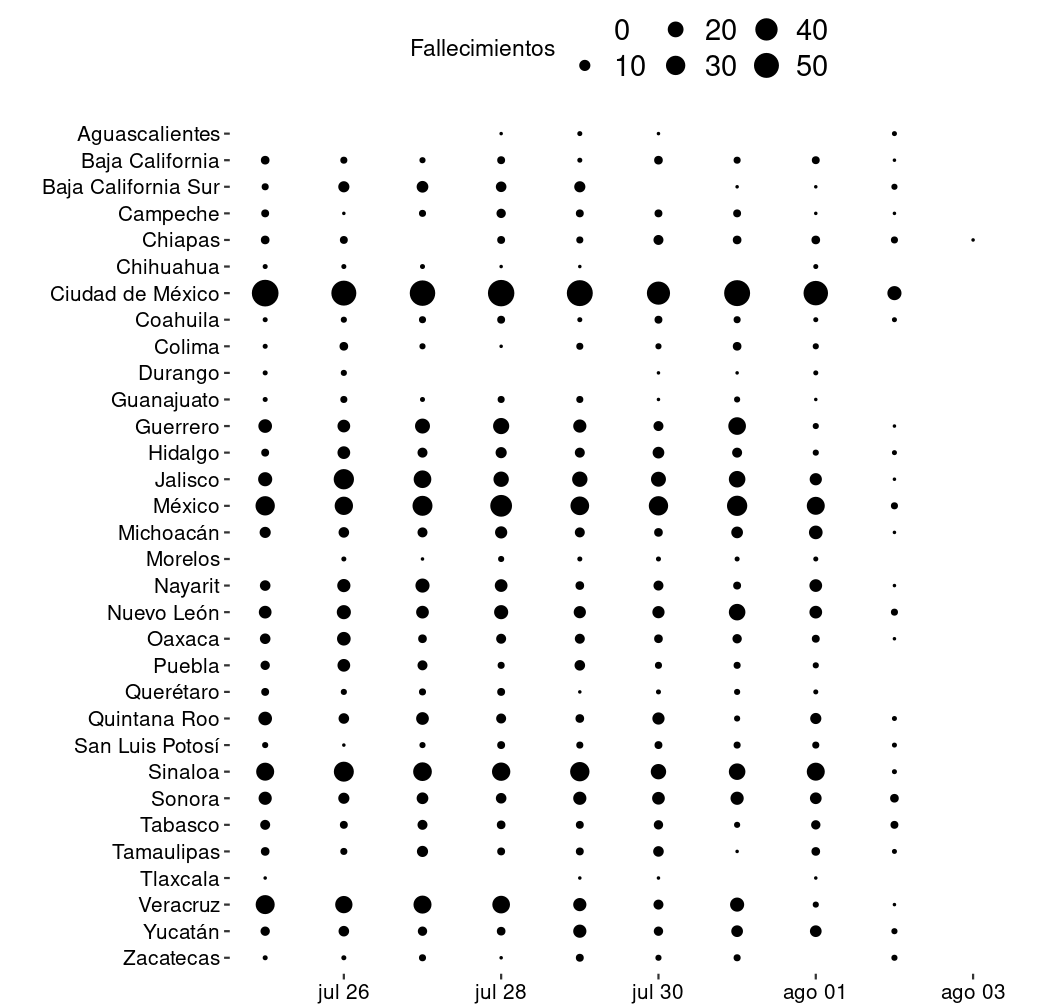 Fallecimientos
0 20 40
10 30 50
Aguascalientes
Baja California
Baja California Sur
Campeche
Chiapas
Chihuahua
Ciudad de México
Coahuila
Colima
Durango
Guanajuato
Guerrero
Hidalgo
Jalisco
México
Michoacán
Morelos
Nayarit
Nuevo León
Oaxaca
Puebla
Querétaro
Quintana Roo
San Luis Potosí
Sinaloa
Sonora
Tabasco
Tamaulipas
Tlaxcala
Veracruz
Yucatán
Zacatecas
jul 26 jul 28 jul 30 ago 01 ago 03